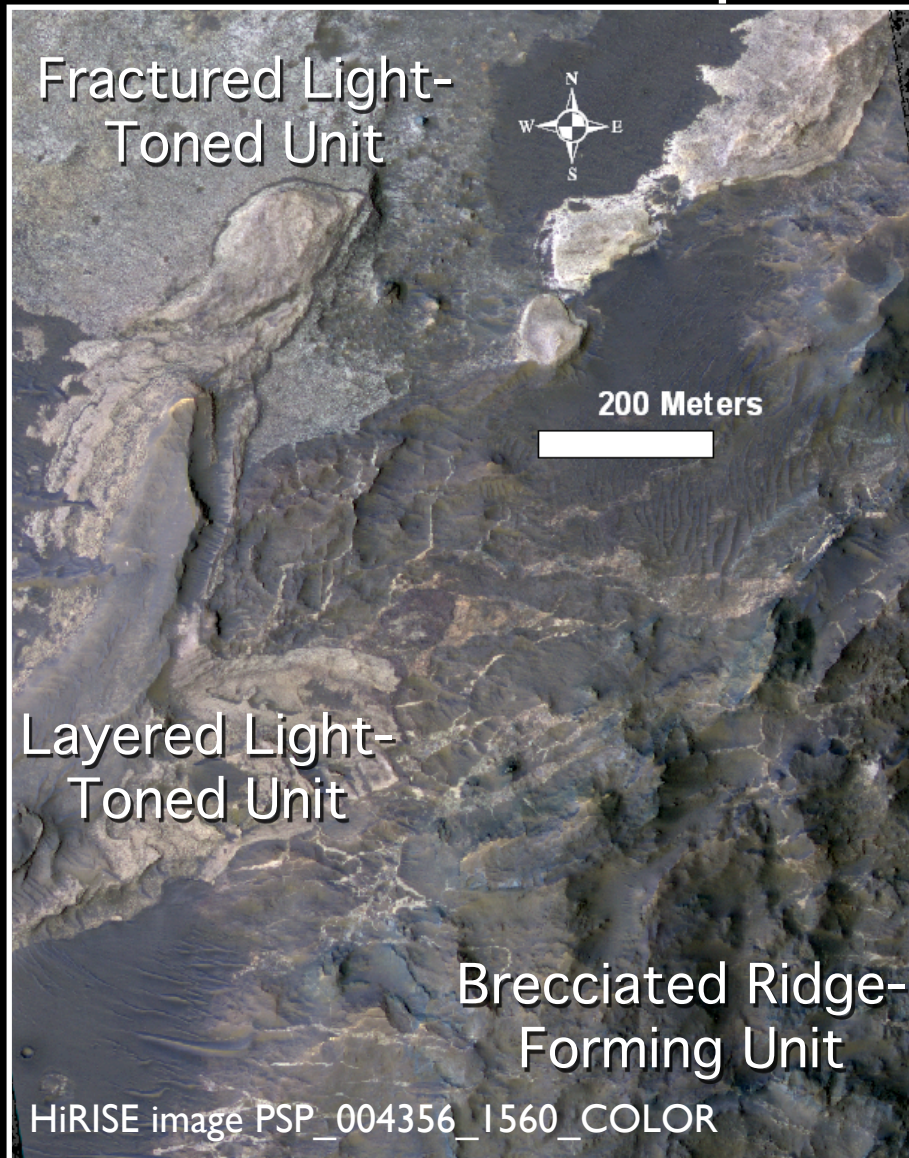 Fractured Light-
Toned Unit
N
W E
S
200 Meters
Layered Light-
Toned Unit
Brecciated Ridge-
Forming Unit
HiRISE image PSP_004356_1560_COLOR